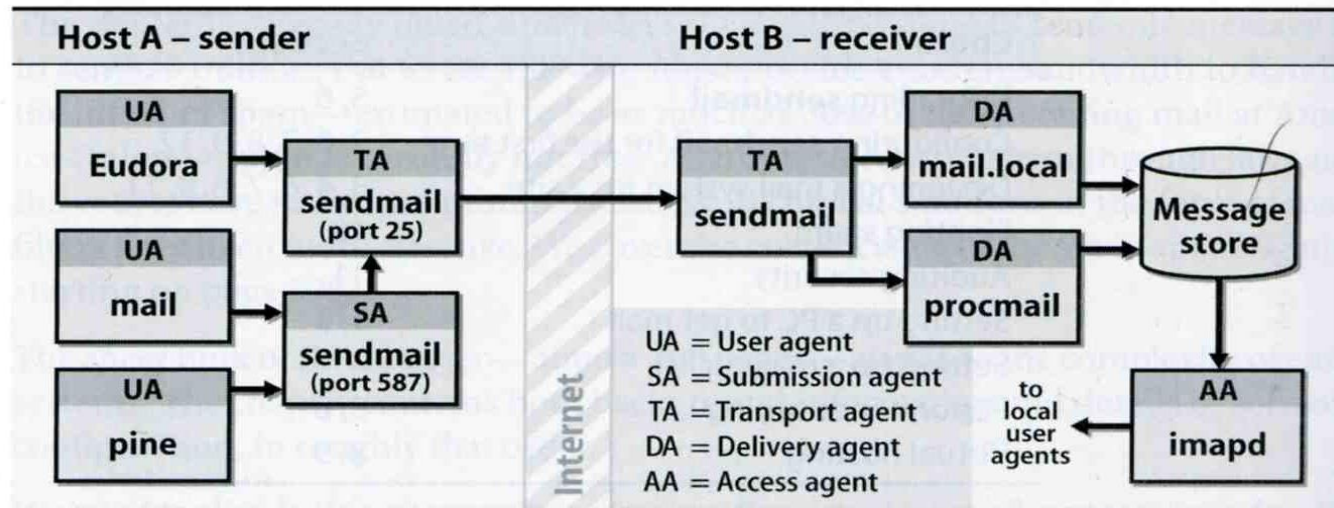 Host A – sender
Host B – receiver
UA
Eudora
UA
mail
UA
pine
TA
sendmail
(port 25)
SA
sendmail
(port 587)
Internet
TA
sendmail
DA
mail.local
DA
procmail
Message
store
UA = User agent
SA = Submission agent
TA = Transport agent
DA = Delivery agent
AA = Access agent
to
local
user
agents
AA
imapd